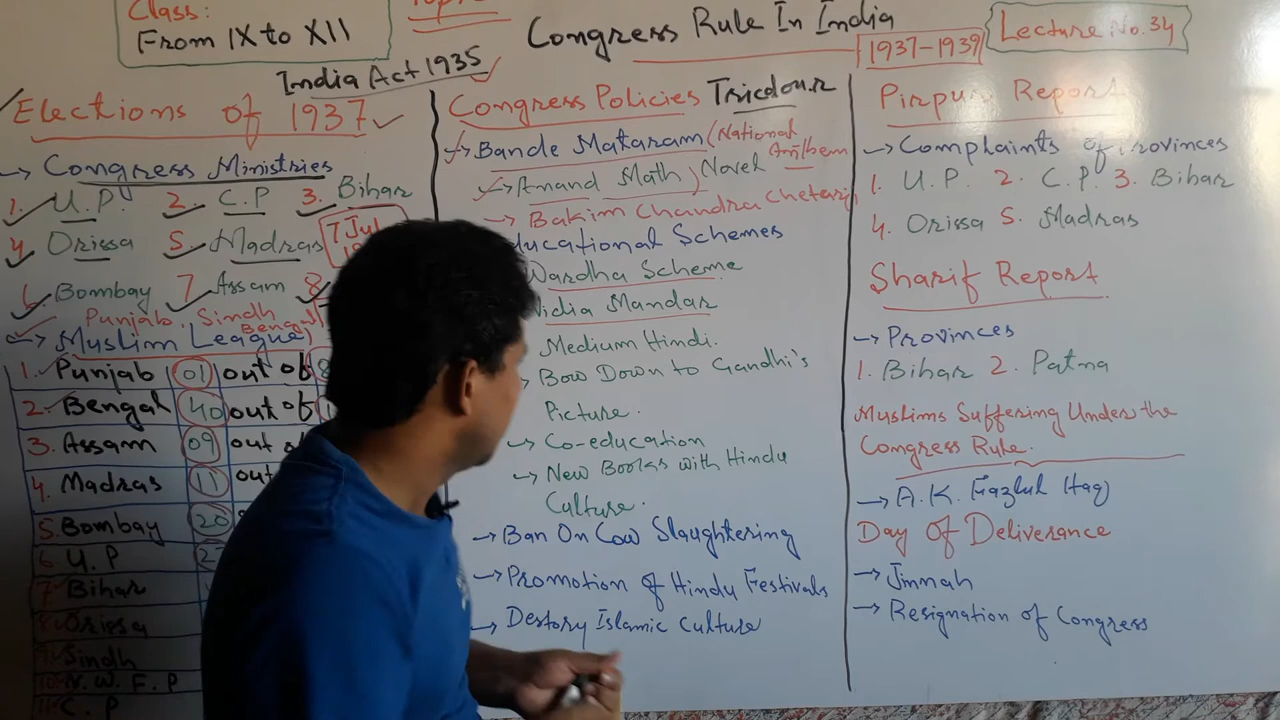 Class:
From IX to XII
Topic
Congress Rule In India
1937-1939
Lecture No. 34
India Act 1935
Elections of 1937
→ Congress Ministries
1. U.P. 2. C.P 3. Bihar
4 Orissa 5. Madras
7 Jul
6 Bombay 7 Assam 8
Punjab, Sindh
Bengal
→ Muslim League
1. Punjab 01 out of 8
2. Bengal 40 out of 1
3. Assam 09 out
4. Madras 11 out
5. Bombay 20
6. U.P
7. Bihar
8. Orissa
9. Sindh
10. N.W.F.P
11. C.P
Congress Policies Tricolour
→ Bande Mataram (National
Anthem
→ Anand Math) Novel
→ Bakim Chandra
ducational Schemes
Wardha Scheme
Vidia Mandar
Medium Hindi.
Bow Down to Gandhi's
Picture.
→ Co-education
→ New Books with Hindu
Culture.
→ Ban On Cow Slaughtering
→ Promotion of Hindu Festivals
→ Destory Islamic Culture
Pirpur Report
→ Complaints of Provinces
1. U.P. 2. C.P. 3. Bihar
4. Orissa 5. Madras
Sharif Report
→ Provinces
1. Bihar 2. Patna
Muslims Suffering Under the
Congress Rule.
→ A.K. Fazlul Haq
Day Of Deliverance
→ Jinnah
→ Resignation of Congress